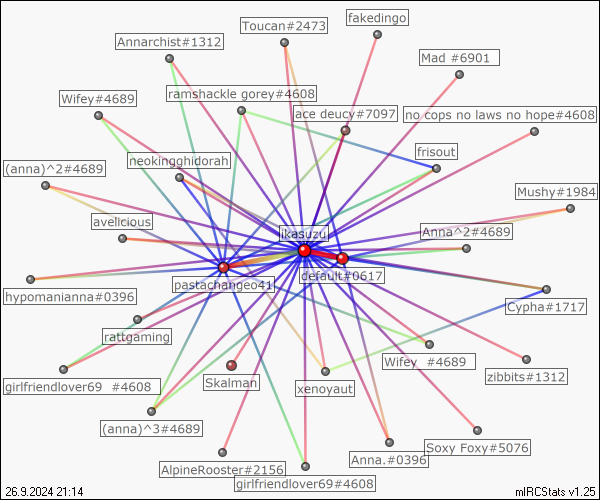 Toucan#2473
fakedingo
Annarchist#1312
Mad #6901
Wifey#4689
ramshackle gorey#4608
ace deucy#7097
no cops no laws no hope#4608
(anna)^2#4689
neokingghidorah
frisout
Mushy#1984
avelicious
ikasuzu
Anna^2#4689
default#0617
pastachangeo41
hypomanianna#0396
Cypha#1717
rattgaming
Wifey #4689
zibbits#1312
girlfriendlover69 #4608
Skalman
xenoyaut
(anna)^3#4689
Soxy Foxy#5076
Anna.#0396
AlpineRooster#2156
girlfriendlover69#4608
26.9.2024 21:14
mIRCStats v1.25